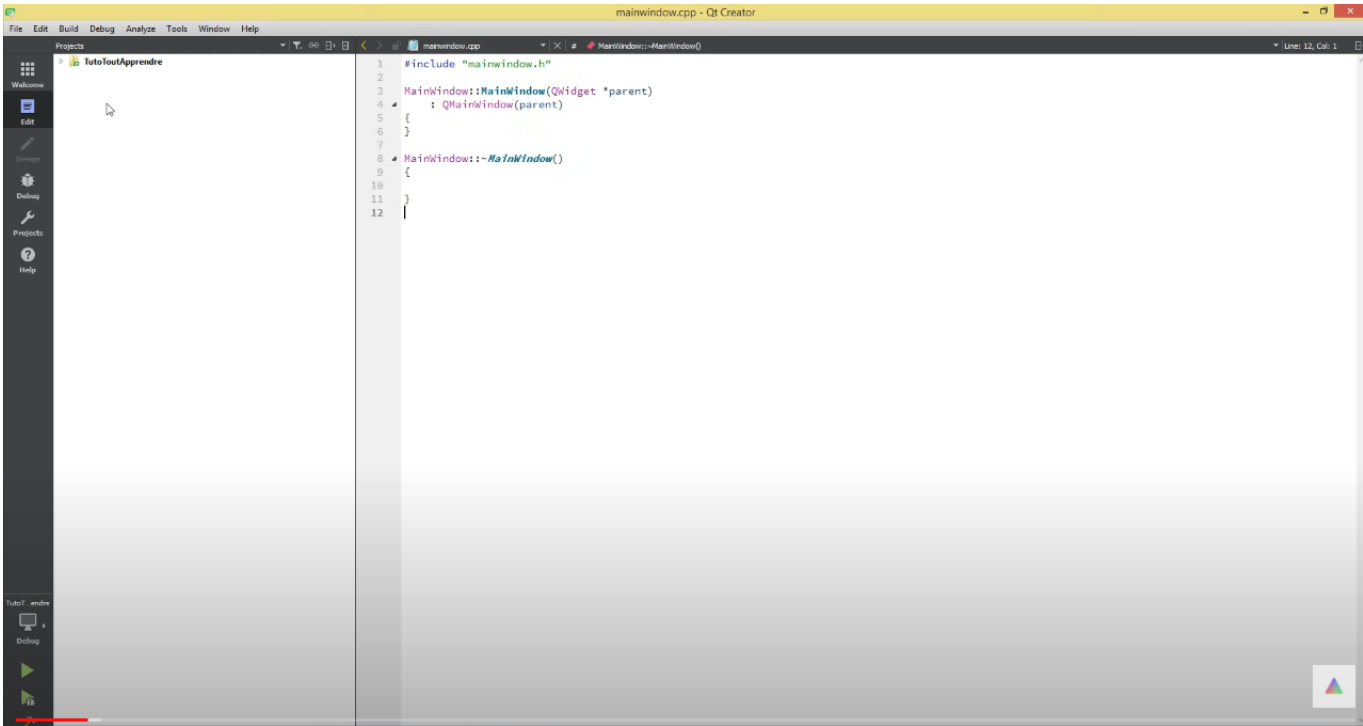 mainwindow.cpp - Qt Creator
File Edit Build Debug Analyze Tools Window Help
Projects
mainwindow.cpp
# MainWindow::~MainWindow()
Line: 12, Col: 1
TutoToutApprendre
Welcome
Edit
Design
Debug
Projects
Help
1 #include "mainwindow.h"
2
3 MainWindow::MainWindow(QWidget *parent)
4 : QMainWindow(parent)
5 {
6 }
7
8 MainWindow::~MainWindow()
9 {
10
11 }
12
TutoT...endre
Debug